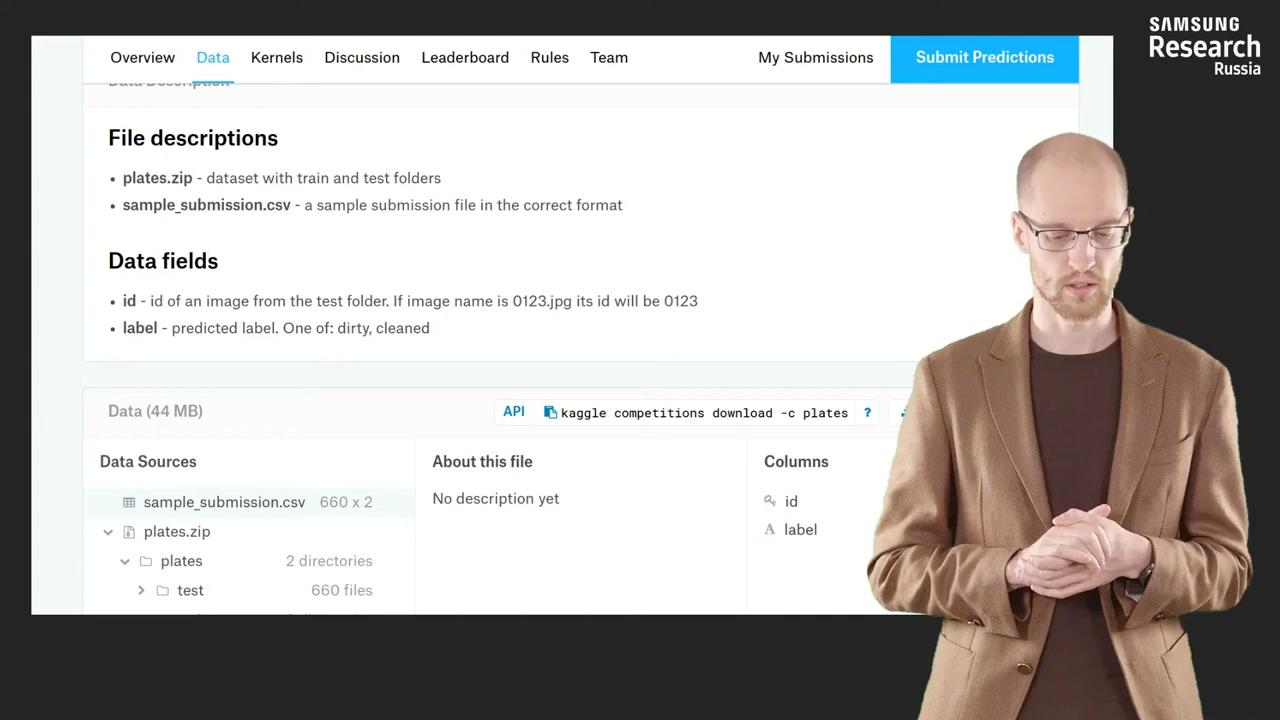 SAMSUNG
Research
Russia
Overview Data Kernels Discussion Leaderboard Rules Team My Submissions Submit Predictions
Data Description
File descriptions
• plates.zip - dataset with train and test folders
• sample_submission.csv - a sample submission file in the correct format
Data fields
• id - id of an image from the test folder. If image name is 0123.jpg its id will be 0123
• label - predicted label. One of: dirty, cleaned
Data (44 MB) API kaggle competitions download -c plates ?
Data Sources About this file Columns
sample_submission.csv 660 x 2 No description yet id
plates.zip label
plates 2 directories
test 660 files